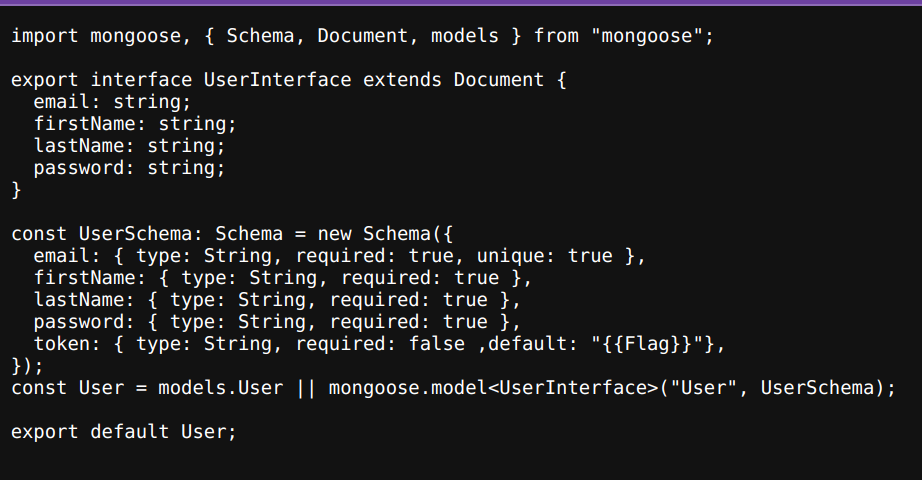 import mongoose, { Schema, Document, models } from "mongoose";

export interface UserInterface extends Document {
  email: string;
  firstName: string;
  lastName: string;
  password: string;
}

const UserSchema: Schema = new Schema({
  email: { type: String, required: true, unique: true },
  firstName: { type: String, required: true },
  lastName: { type: String, required: true },
  password: { type: String, required: true },
  token: { type: String, required: false ,default: "{{Flag}}"},
});
const User = models.User || mongoose.model<UserInterface>("User", UserSchema);

export default User;